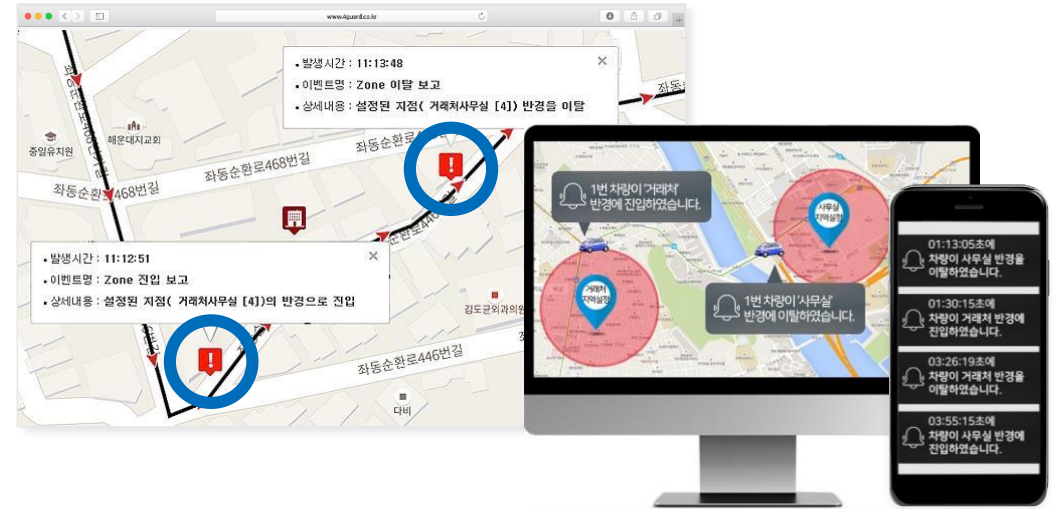 www.4guard.co.kr
• 발생시간 : 11:13:48
• 이벤트명 : Zone 이탈 보고
• 상세내용 : 설정된 지점( 거래처사무실 [4]) 반경을 이탈
해운대지교회
중일유치원
좌동순환로468번길
좌동순환로468번길
• 발생시간 : 11:12:51
• 이벤트명 : Zone 진입 보고
• 상세내용 : 설정된 지점( 거래처사무실 [4])의 반경으로 진입
김도균외과의원
좌동순환로446번길
다비
1번 차량이 '거래처'
반경에 진입하였습니다.
사무실
지역설정
거래처
지역설정
1번 차량이 '사무실'
반경에 이탈하였습니다.
01:13:05초에
차량이 사무실 반경을
이탈하였습니다.
01:30:15초에
차량이 거래처 반경에
진입하였습니다.
03:26:19초에
차량이 거래처 반경을
이탈하였습니다.
03:55:15초에
차량이 사무실 반경에
진입하였습니다.